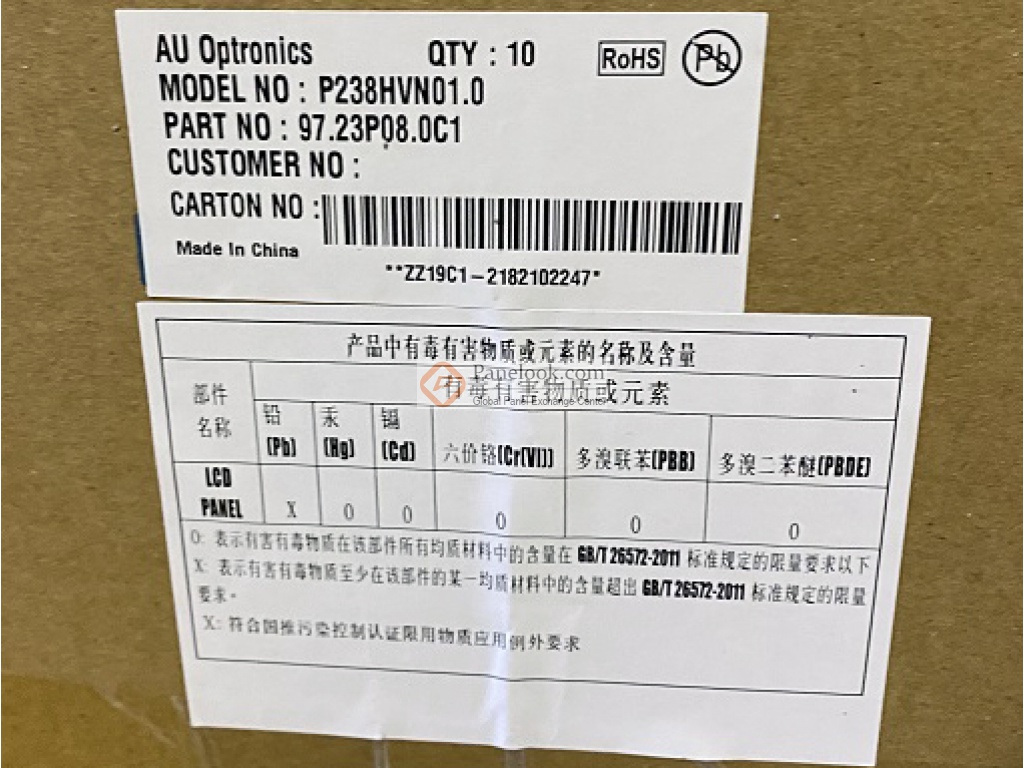 AU Optronics QTY : 10 RoHS Pb
MODEL NO : P238HVN01.0
PART NO : 97.23P08.0C1
CUSTOMER NO :
CARTON NO :
Made In China
**ZZ19C1-2182102247*
产品中有毒有害物质或元素的名称及含量
Panelook.com
Global Panel Exchange Center
部件名称 有毒有害物质或元素
铅(Pb) 汞(Hg) 镉(Cd) 六价铬(Cr(VI)) 多溴联苯(PBB) 多溴二苯醚(PBDE)
LCD PANEL X 0 0 0 0 0
0: 表示有害有毒物质在该部件所有均质材料中的含量在 GB/T 26572-2011 标准规定的限量要求以下
X: 表示有害有毒物质至少在该部件的某一均质材料中的含量超出 GB/T 26572-2011 标准规定的限量
要求。
X: 符合国推污染控制认证限用物质应用例外要求